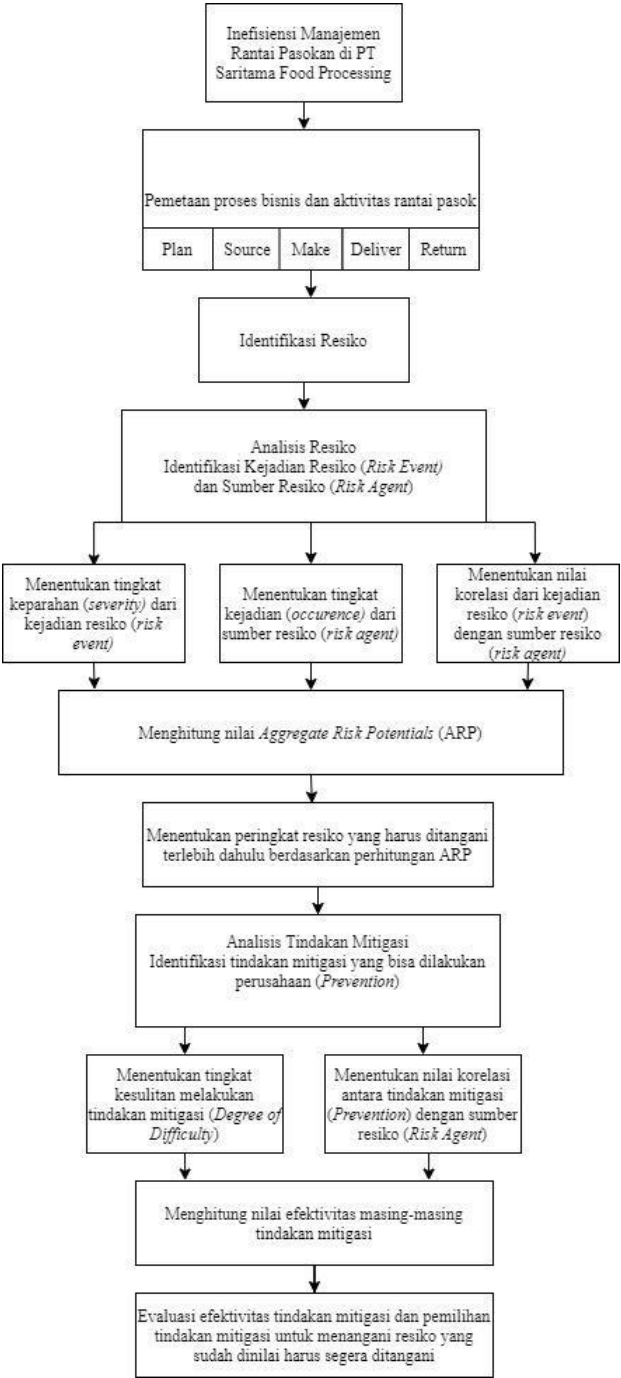 Inefisiensi Manajemen
Rantai Pasokan di PT
Saritama Food Processing
Pemetaan proses bisnis dan aktivitas rantai pasok
Plan Source Make Deliver Return
Identifikasi Resiko
Analisis Resiko
Identifikasi Kejadian Resiko (Risk Event)
dan Sumber Resiko (Risk Agent)
Menentukan tingkat
keparahan (severity) dari
kejadian resiko (risk
event)
Menentukan tingkat
kejadian (occurence) dari
sumber resiko (risk agent)
Menentukan nilai
korelasi dari kejadian
resiko (risk event)
dengan sumber resiko
(risk agent)
Menghitung nilai Aggregate Risk Potentials (ARP)
Menentukan peringkat resiko yang harus ditangani
terlebih dahulu berdasarkan perhitungan ARP
Analisis Tindakan Mitigasi
Identifikasi tindakan mitigasi yang bisa dilakukan
perusahaan (Prevention)
Menentukan tingkat
kesulitan melakukan
tindakan mitigasi (Degree of
Difficulty)
Menentukan nilai korelasi
antara tindakan mitigasi
(Prevention) dengan sumber
resiko (Risk Agent)
Menghitung nilai efektivitas masing-masing
tindakan mitigasi
Evaluasi efektivitas tindakan mitigasi dan pemilihan
tindakan mitigasi untuk menangani resiko yang
sudah dinilai harus segera ditangani